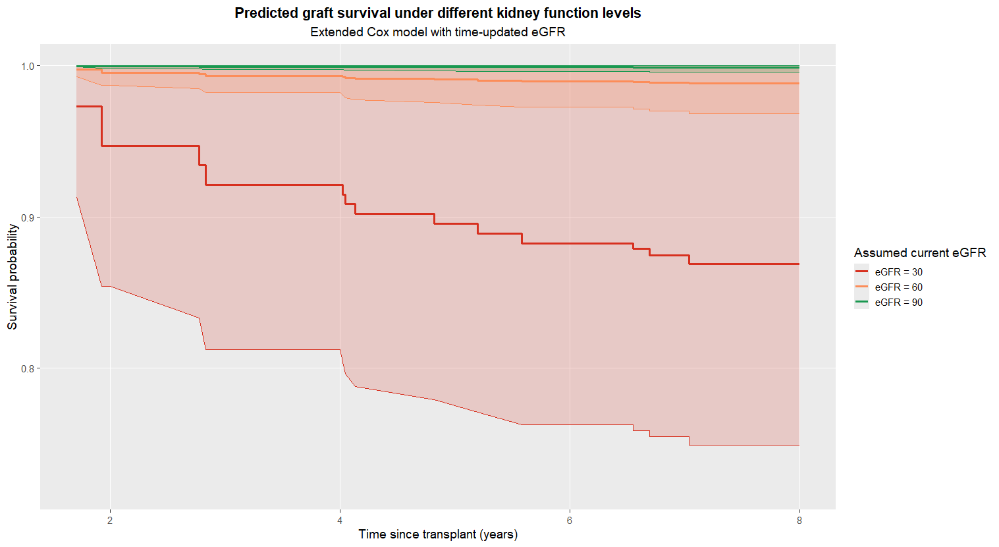 Predicted graft survival under different kidney function levels
Extended Cox model with time-updated eGFR
Survival probability
1.0
0.9
0.8
2
4
6
8
Time since transplant (years)
Assumed current eGFR
eGFR = 30
eGFR = 60
eGFR = 90